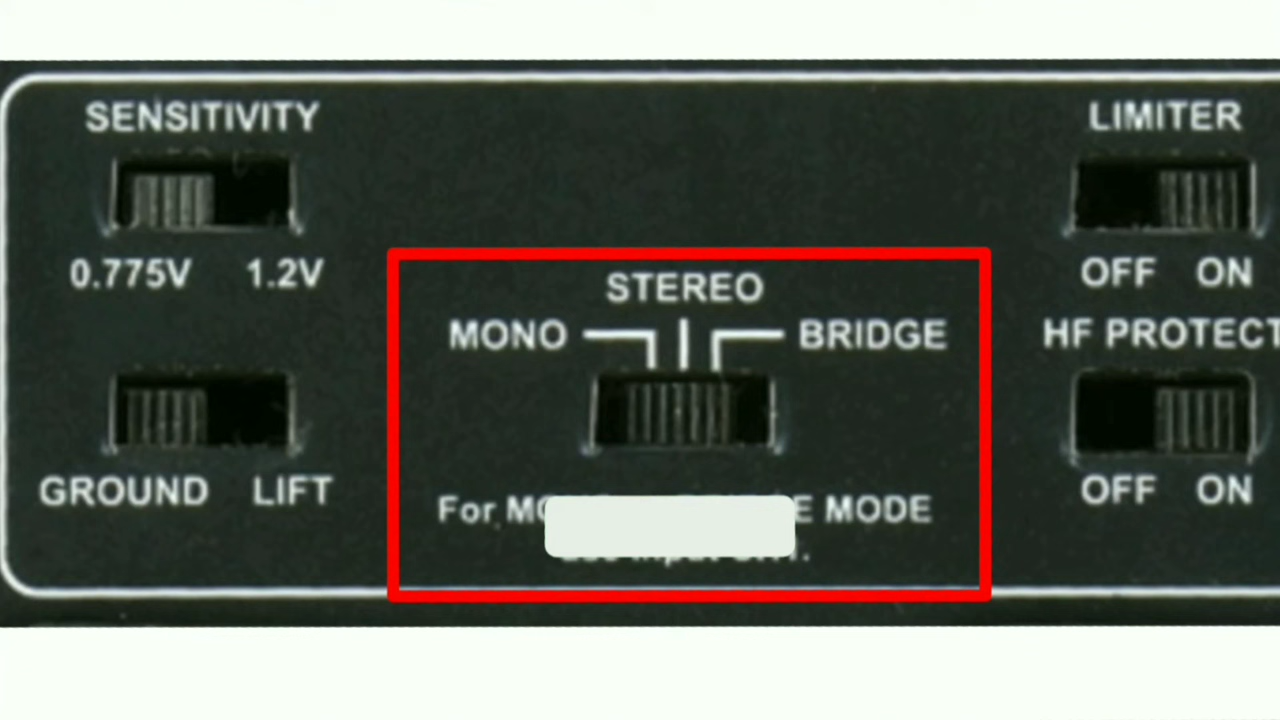 SENSITIVITY
0.775V 1.2V
GROUND LIFT
STEREO
MONO BRIDGE
For MODE
LIMITER
OFF ON
HF PROTECT
OFF ON